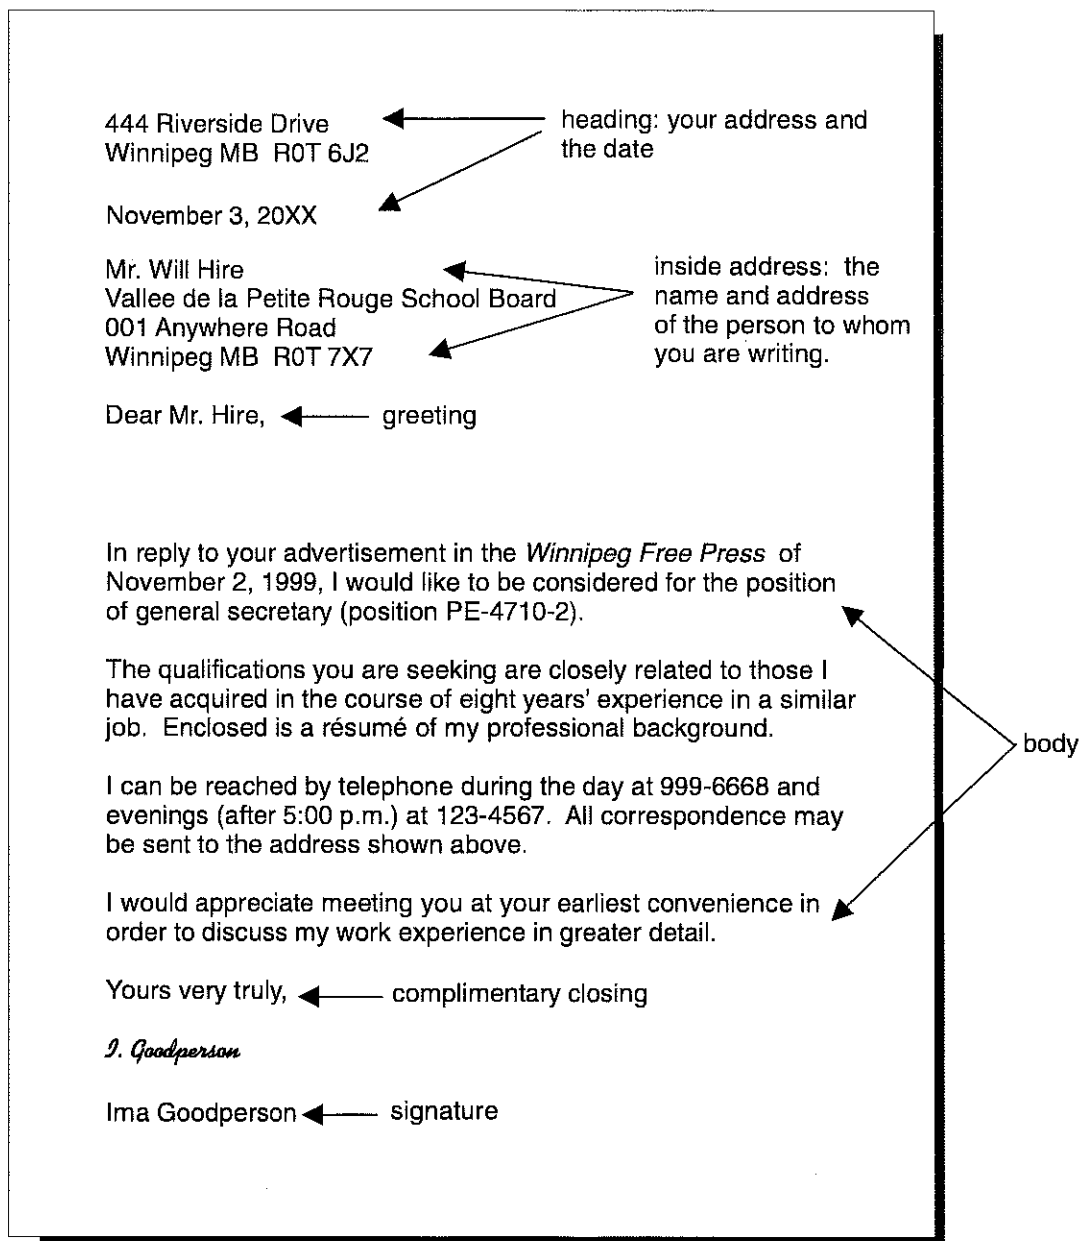 444 Riverside Drive
Winnipeg MB  R0T 6J2
heading: your address and
the date
November 3, 20XX
Mr. Will Hire
Vallee de la Petite Rouge School Board
001 Anywhere Road
Winnipeg MB  R0T 7X7
inside address:  the
name and address
of the person to whom
you are writing.
Dear Mr. Hire,
greeting
In reply to your advertisement in the Winnipeg Free Press of
November 2, 1999, I would like to be considered for the position
of general secretary (position PE-4710-2).
The qualifications you are seeking are closely related to those I
have acquired in the course of eight years' experience in a similar
job.  Enclosed is a résumé of my professional background.
I can be reached by telephone during the day at 999-6668 and
evenings (after 5:00 p.m.) at 123-4567.  All correspondence may
be sent to the address shown above.
I would appreciate meeting you at your earliest convenience in
order to discuss my work experience in greater detail.
body
Yours very truly,
complimentary closing
I. Goodperson
Ima Goodperson
signature